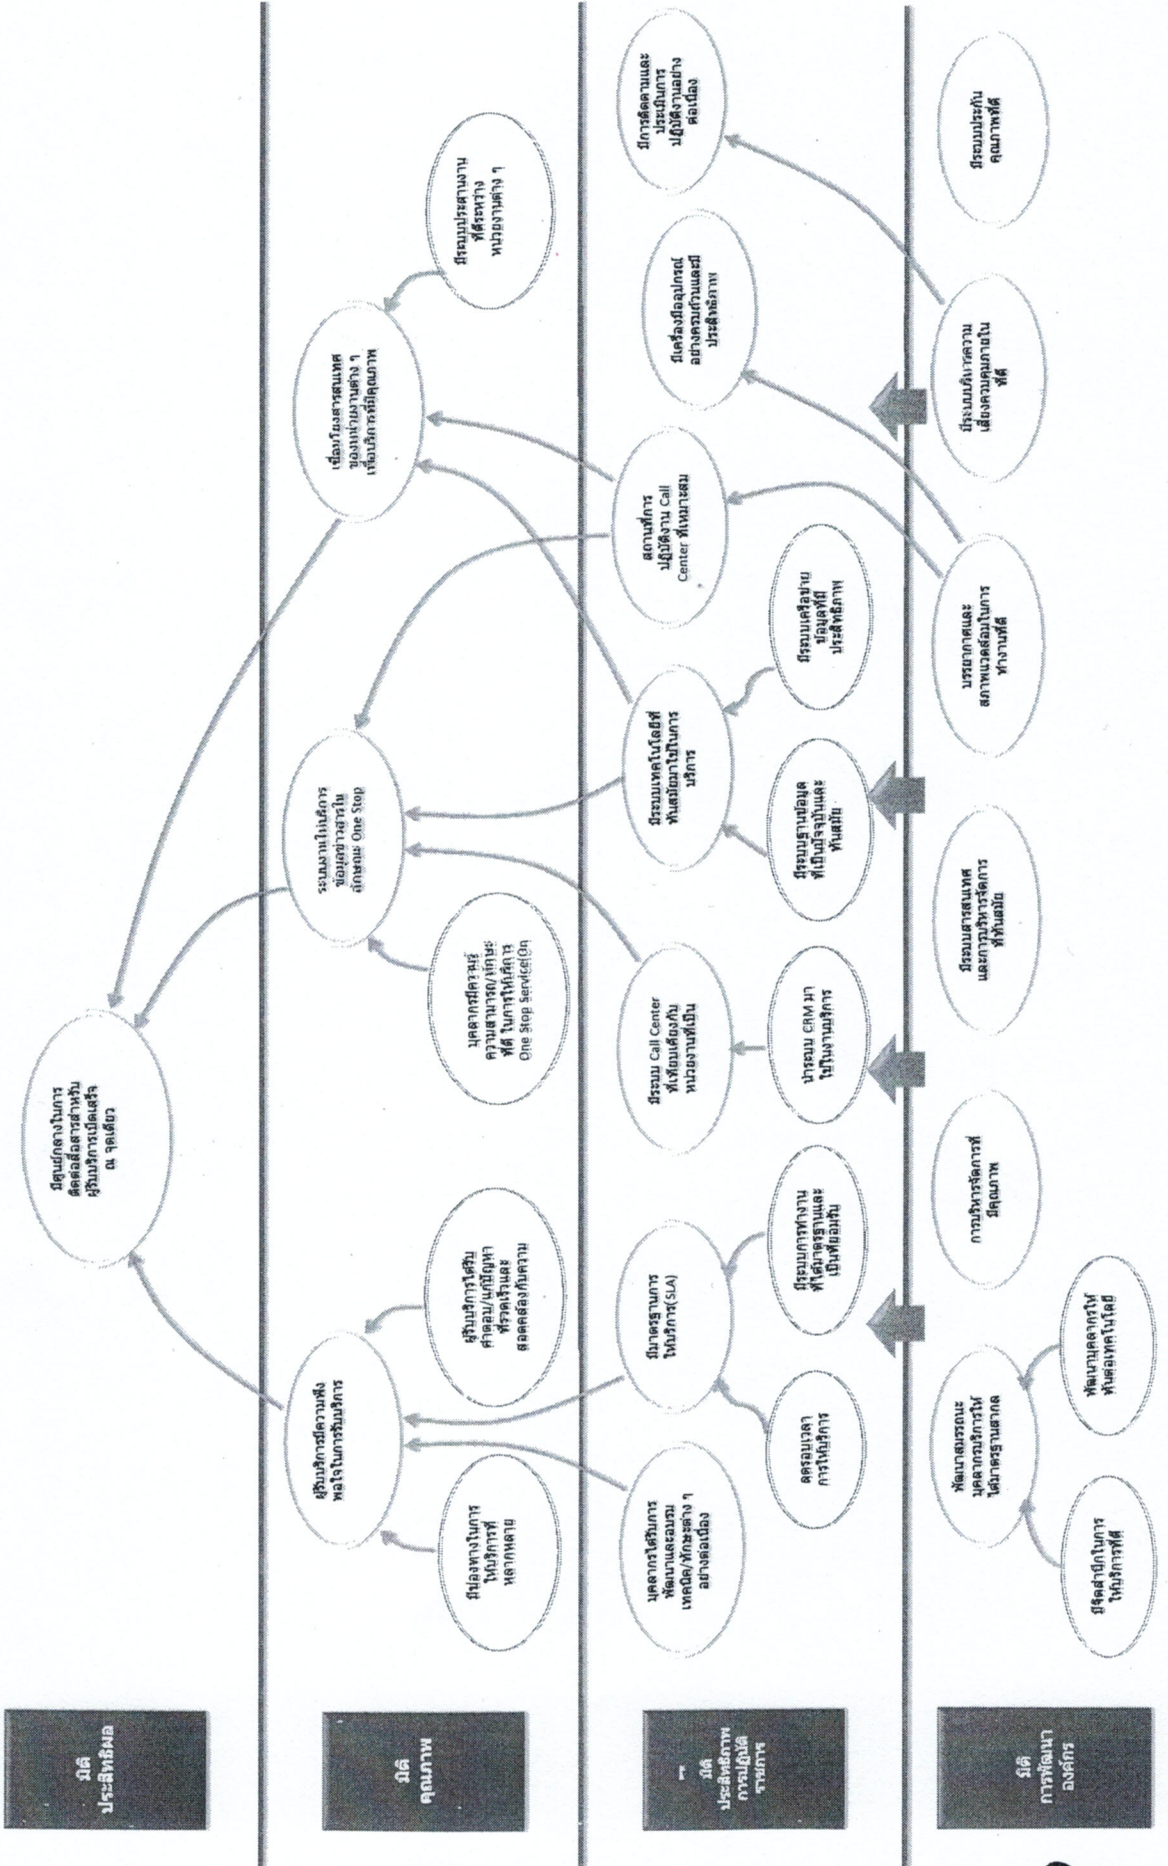 มิติ
ประสิทธิผล
มีศูนย์กลางในการ
ติดต่อสื่อสารสำหรับ
ผู้รับบริการเบ็ดเสร็จ
ณ จุดเดียว
มิติ
คุณภาพ
ผู้รับบริการมีความพึง
พอใจในการรับบริการ
ระบบงานให้บริการ
ข้อมูลข่าวสารใน
ลักษณะ One Stop
เชื่อมโยงสารสนเทศ
ของหน่วยงานต่าง ๆ
เพื่อบริการที่มีคุณภาพ
มีช่องทางในการ
ให้บริการที่
หลากหลาย
ผู้รับบริการได้รับ
คำตอบ/แก้ปัญหา
ที่รวดเร็วและ
สอดคล้องกับความ
บุคลากรมีความรู้
ความสามารถ/ทักษะ
ที่ดี ในการให้บริการ
One Stop Service(On
มีระบบประสานงาน
ที่ดีระหว่าง
หน่วยงานต่าง ๆ
มิติ
ประสิทธิภาพ
การปฏิบัติ
ราชการ
บุคลากรได้รับการ
พัฒนาและอบรม
เทคนิค/ทักษะต่าง ๆ
อย่างต่อเนื่อง
มีมาตรฐานการ
ให้บริการ(SLA)
มีระบบ Call Center
ที่เทียบเคียงกับ
หน่วยงานที่เป็น
มีระบบเทคโนโลยีที่
ทันสมัยมาใช้ในการ
บริการ
สถานที่การ
ปฏิบัติงาน Call
Center ที่เหมาะสม
มีเครื่องมืออุปกรณ์
อย่างครบถ้วนและมี
ประสิทธิภาพ
มีการติดตามและ
ประเมินการ
ปฏิบัติงานอย่าง
ต่อเนื่อง
ลดรอบเวลา
การให้บริการ
มีระบบการทำงาน
ที่ได้มาตรฐานและ
เป็นที่ยอมรับ
นำระบบ CRM มา
ใช้ในงานบริการ
มีระบบฐานข้อมูล
ที่เป็นปัจจุบันและ
ทันสมัย
มีระบบเครือข่าย
ข้อมูลที่มี
ประสิทธิภาพ
มิติ
การพัฒนา
องค์กร
พัฒนาสมรรถนะ
บุคลากรบริการให้
ได้มาตรฐานสากล
การบริหารจัดการที่
มีคุณภาพ
มีระบบสารสนเทศ
และการบริหารจัดการ
ที่ทันสมัย
บรรยากาศและ
สภาพแวดล้อมในการ
ทำงานที่ดี
มีระบบบริหารความ
เสี่ยงควบคุมภายใน
ที่ดี
มีระบบประกัน
คุณภาพที่ดี
มีจิตสำนึกในการ
ให้บริการที่ดี
พัฒนาบุคลากรให้
ทันต่อเทคโนโลยี